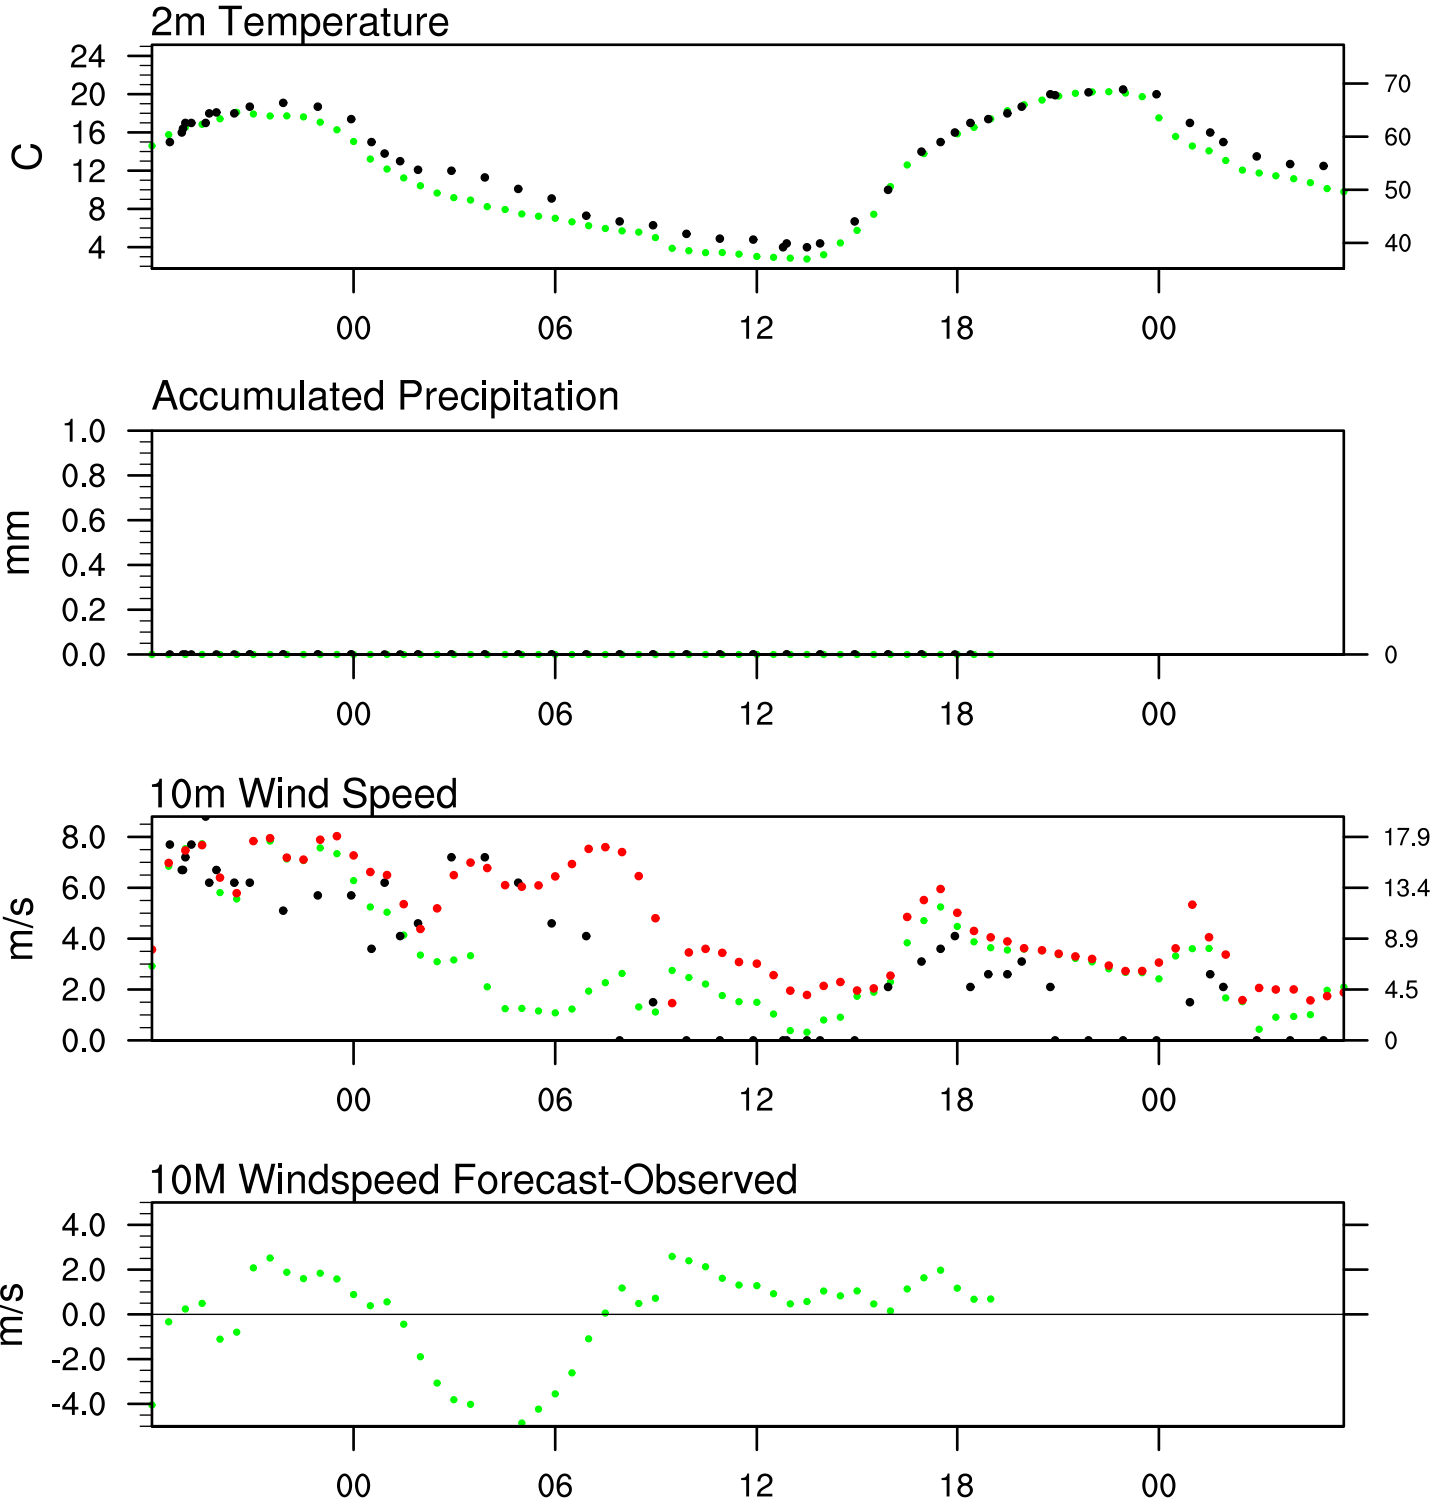 2m Temperature
24
20
16
12
8
4
C
70
60
50
40
00 06 12 18 00
Accumulated Precipitation
1.0
0.8
0.6
0.4
0.2
0.0
mm
0
00 06 12 18 00
10m Wind Speed
8.0
6.0
4.0
2.0
0.0
m/s
17.9
13.4
8.9
4.5
0
00 06 12 18 00
10M Windspeed Forecast-Observed
4.0
2.0
0.0
-2.0
-4.0
m/s
00 06 12 18 00